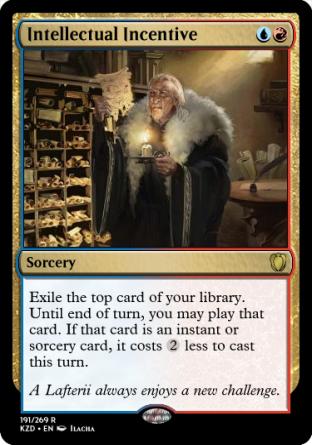 Intellectual Incentive
Sorcery
Exile the top card of your library.
Until end of turn, you may play that
card. If that card is an instant or
sorcery card, it costs 2 less to cast
this turn.
A Lafterii always enjoys a new challenge.
191/269 R
KZD • EN ILACHA